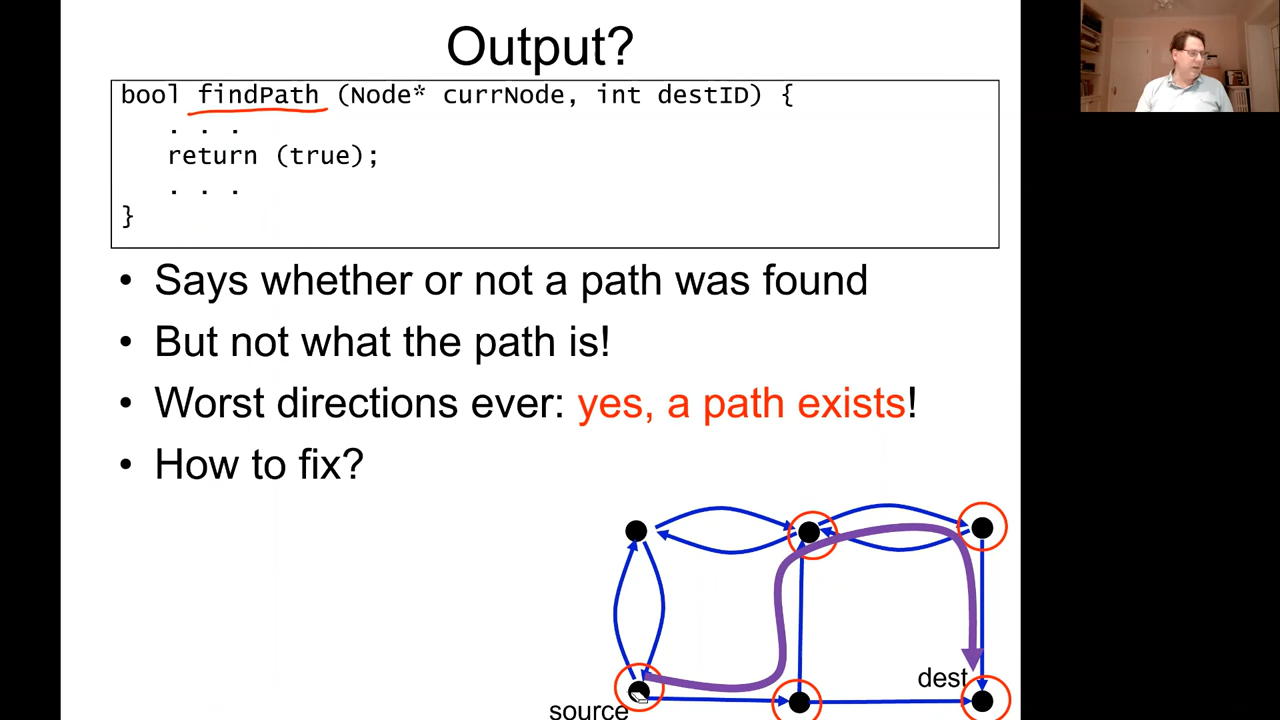 Output?
bool findPath (Node* currNode, int destID) {
. . .
return (true);
. . .
}
• Says whether or not a path was found
• But not what the path is!
• Worst directions ever: yes, a path exists!
• How to fix?
dest
source